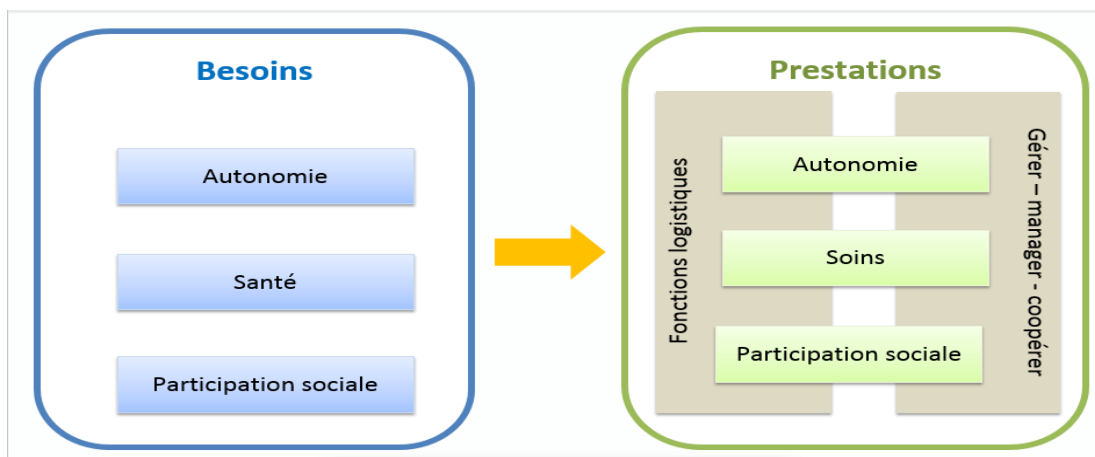 Besoins
Autonomie
Santé
Participation sociale
Prestations
Fonctions logistiques
Autonomie
Soins
Participation sociale
Gérer – manager - coopérer